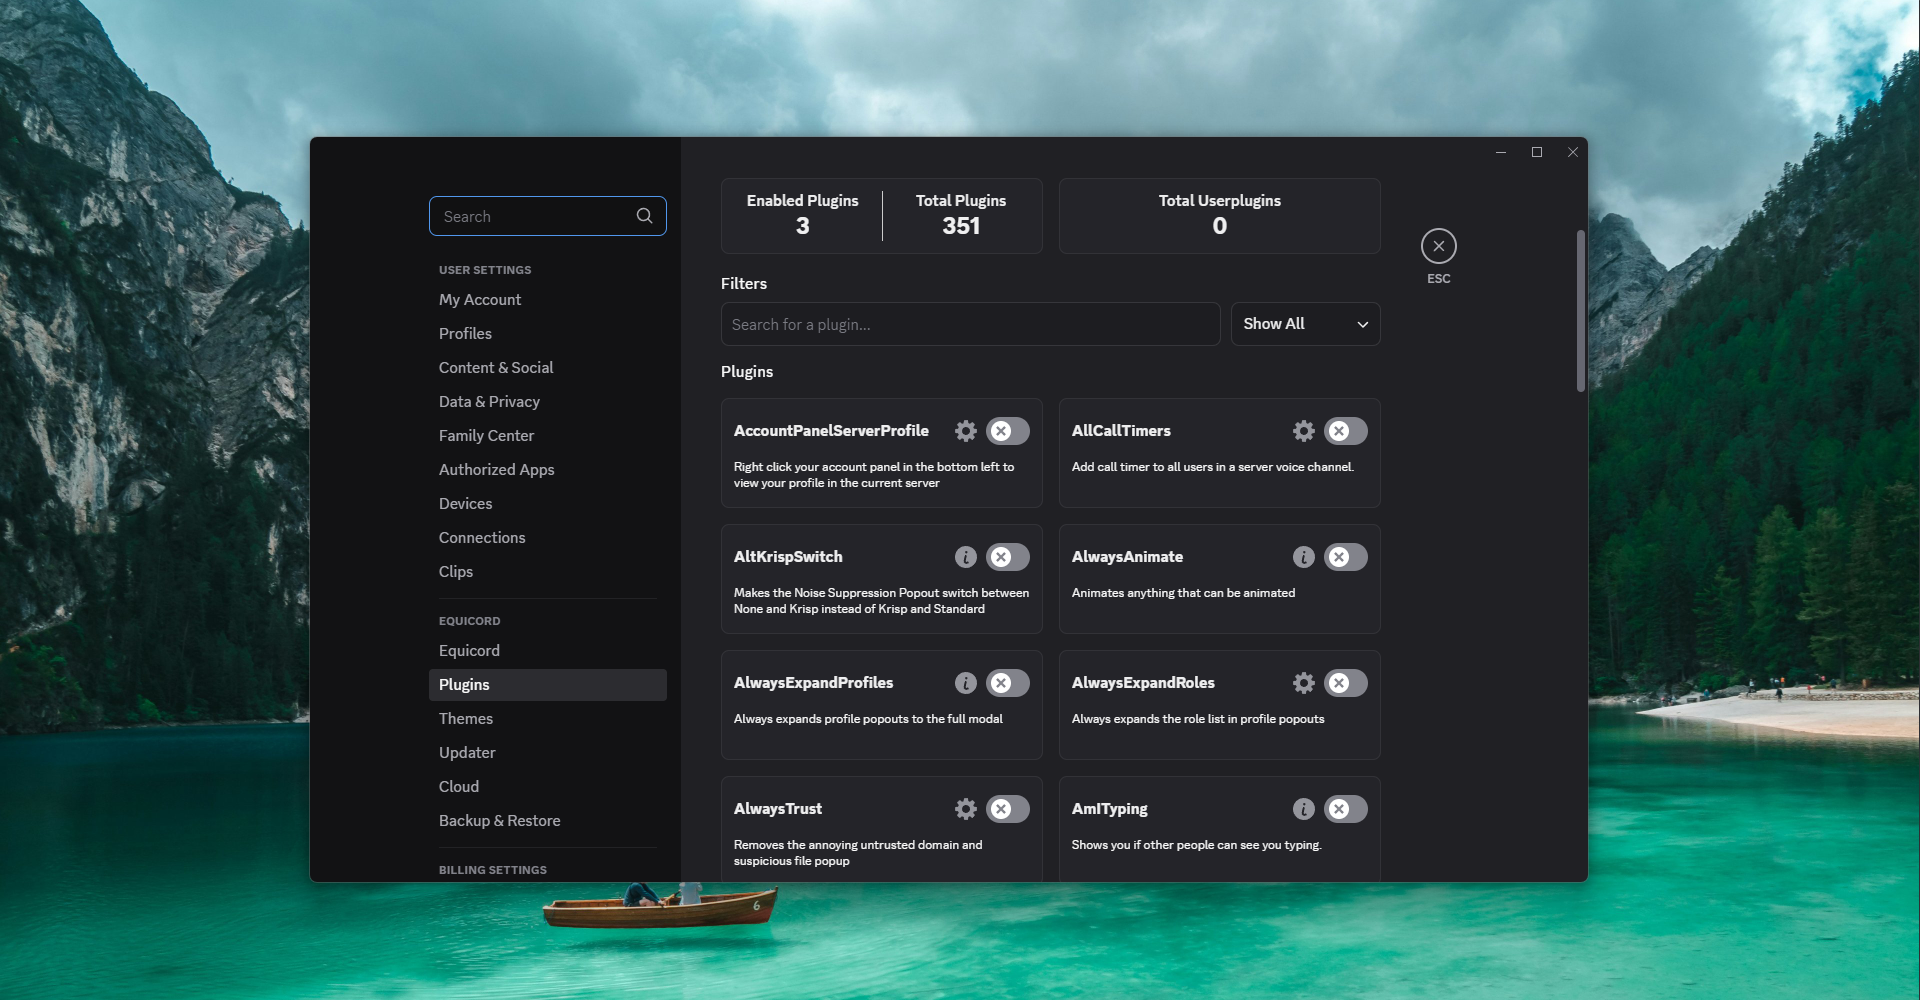 Search
USER SETTINGS
My Account
Profiles
Content & Social
Data & Privacy
Family Center
Authorized Apps
Devices
Connections
Clips
EQUICORD
Equicord
Plugins
Themes
Updater
Cloud
Backup & Restore
BILLING SETTINGS
Enabled Plugins
3
Total Plugins
351
Total Userplugins
0
ESC
Filters
Search for a plugin...
Show All
Plugins
AccountPanelServerProfile
Right click your account panel in the bottom left to
view your profile in the current server
AllCallTimers
Add call timer to all users in a server voice channel.
AltKrispSwitch
Makes the Noise Suppression Popout switch between
None and Krisp instead of Krisp and Standard
AlwaysAnimate
Animates anything that can be animated
AlwaysExpandProfiles
Always expands profile popouts to the full modal
AlwaysExpandRoles
Always expands the role list in profile popouts
AlwaysTrust
Removes the annoying untrusted domain and
suspicious file popup
AmITyping
Shows you if other people can see you typing.
6